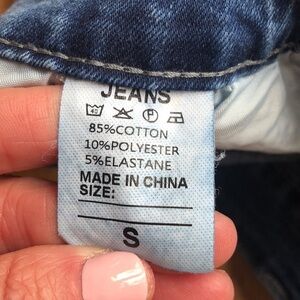 JEANS
85%COTTON
10%POLYESTER
5%ELASTANE
MADE IN CHINA
SIZE:
S